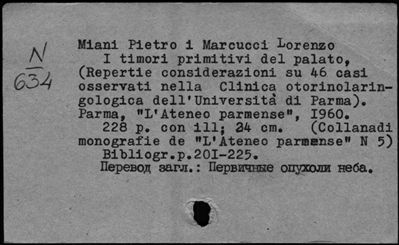 N
634
Miani Pietro i Marcucci Lorenzo
I timori primitivi del palato,
(Repertie considerazioni su 46 casi
osservati nella Clinica otorinolarin-
gologica dell'Università di Parma).
Parma, "L'Ateneo parmense", I960.
228 p. con ill; 24 cm. (Collanadi
monografie de "L'Ateneo parmense" N 5)
Bibliogr.p.20I-225.
Перевод загл.: Первичные опухоли неба.